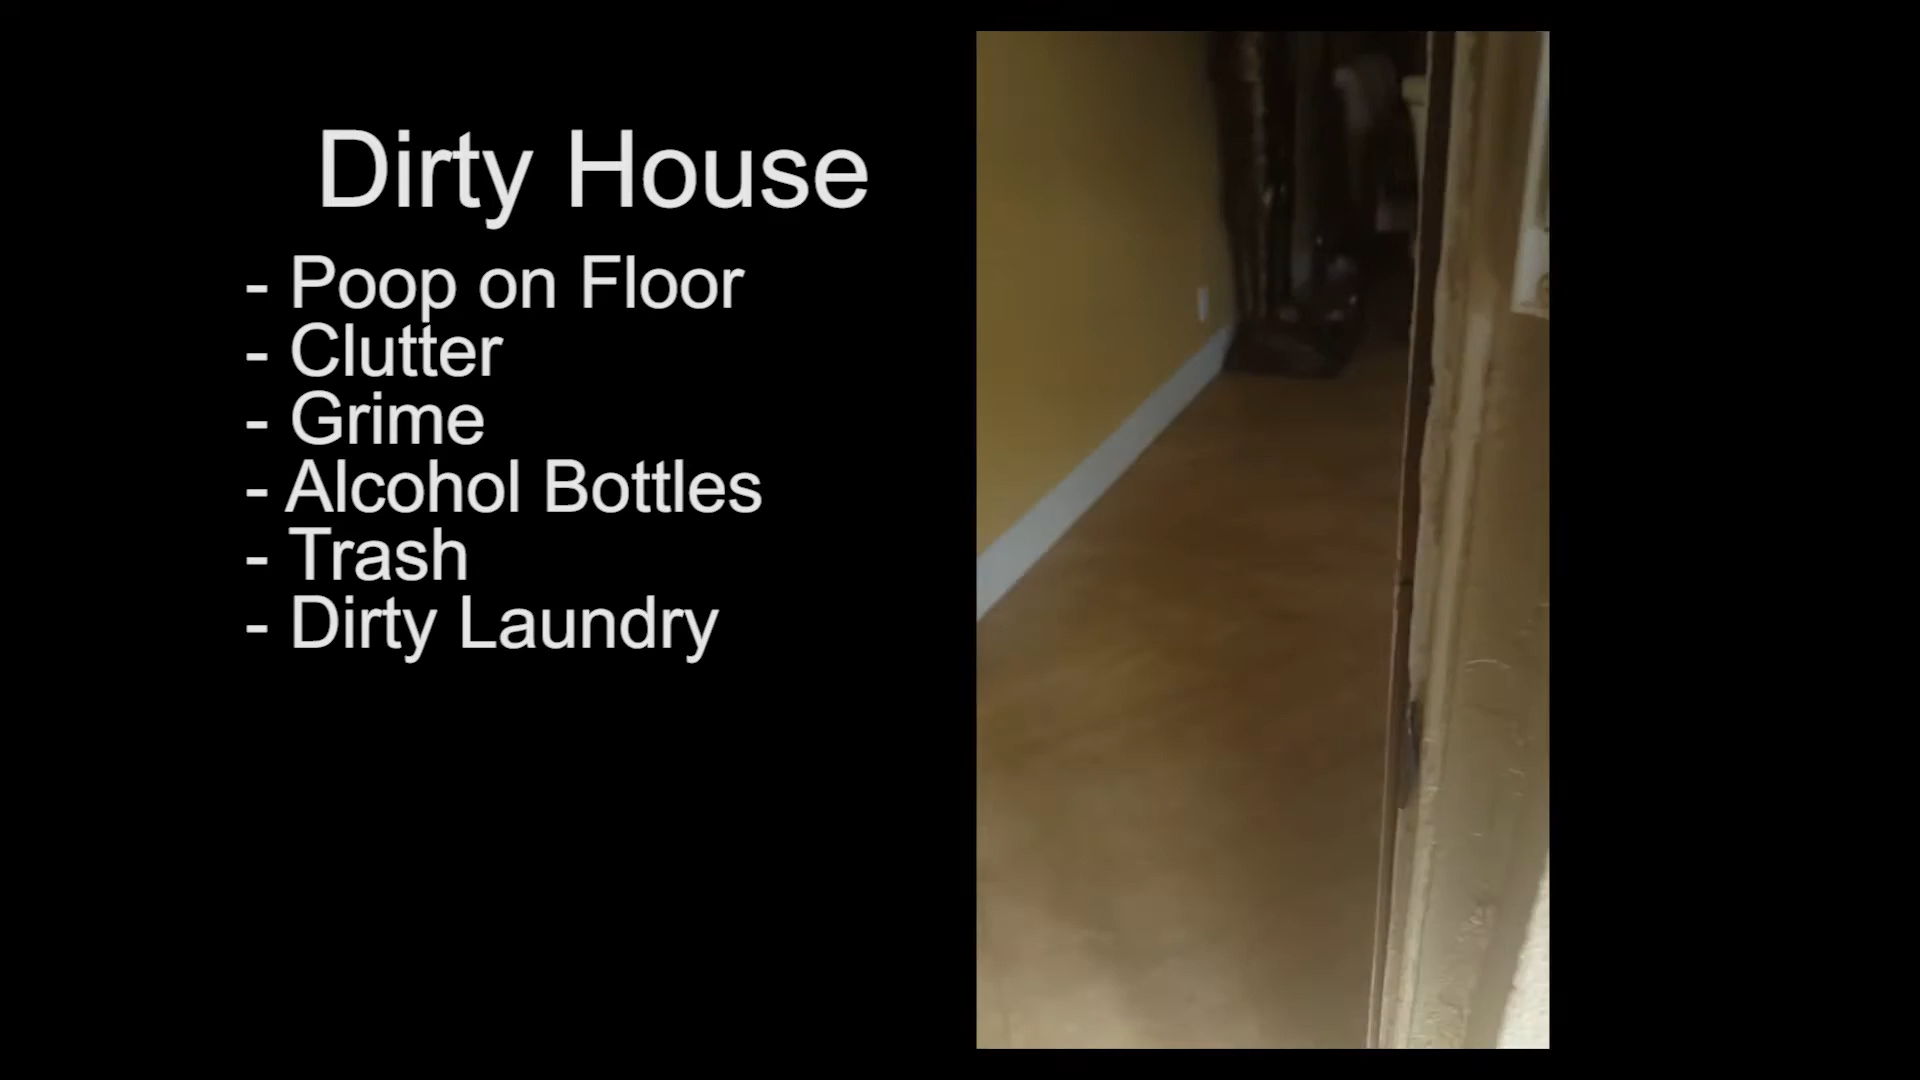 Dirty House
- Poop on Floor
- Clutter
- Grime
- Alcohol Bottles
- Trash
- Dirty Laundry